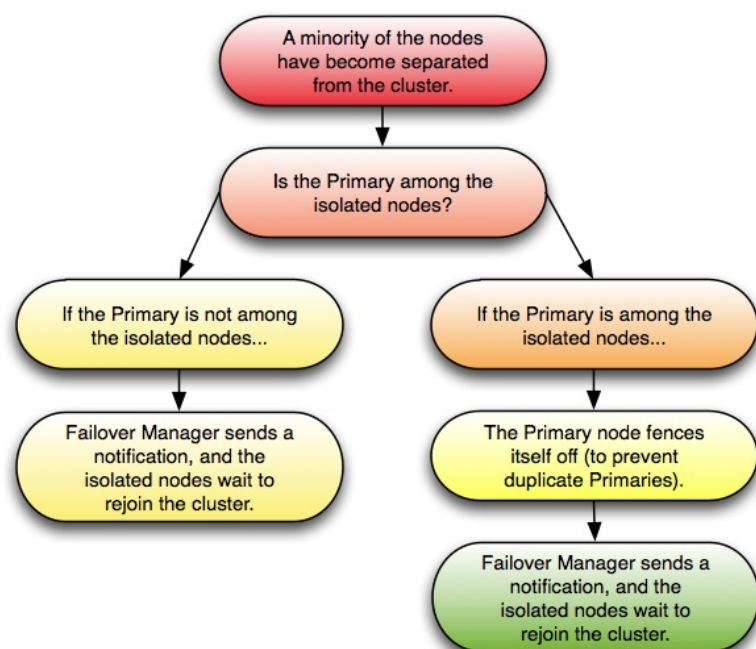 A minority of the nodes
have become separated
from the cluster.
Is the Primary among the
isolated nodes?
If the Primary is not among
the isolated nodes...
Failover Manager sends a
notification, and the
isolated nodes wait to
rejoin the cluster.
If the Primary is among the
isolated nodes...
The Primary node fences
itself off (to prevent
duplicate Primaries).
Failover Manager sends a
notification, and the
isolated nodes wait to
rejoin the cluster.